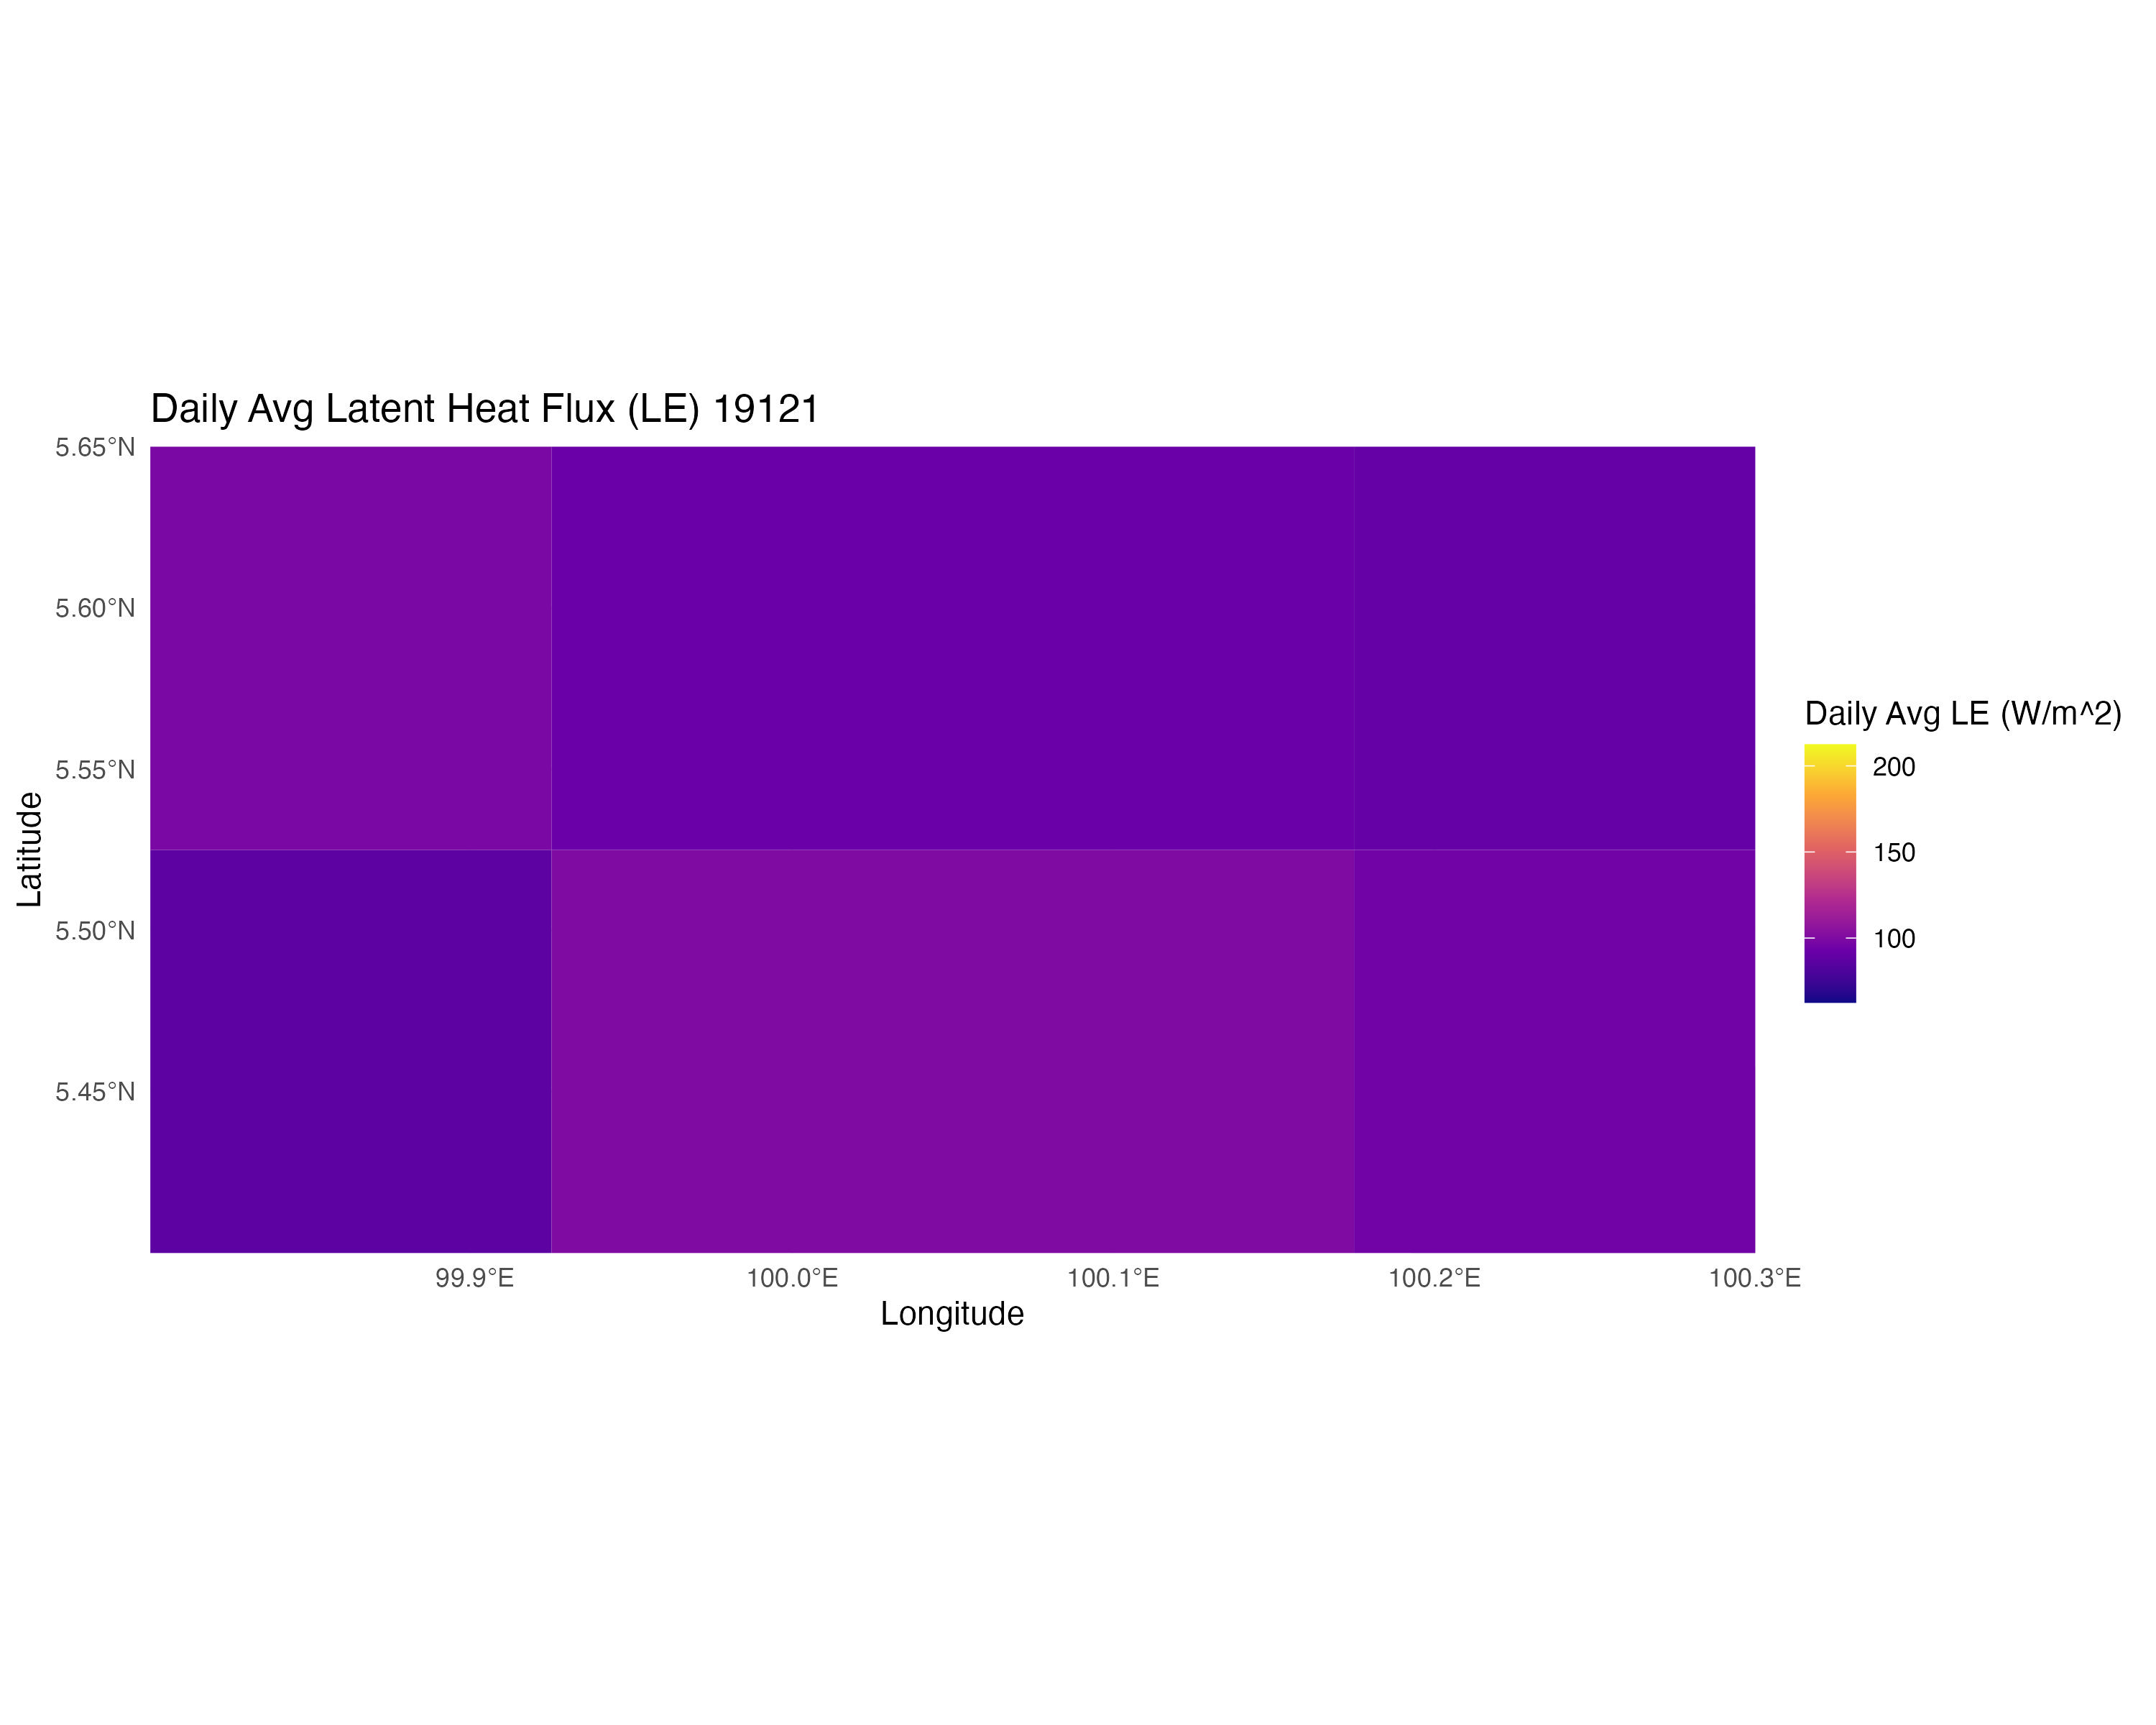 Daily Avg Latent Heat Flux (LE) 19121
5.65°N
5.60°N
5.55°N
5.50°N
5.45°N
Latitude
99.9°E
100.0°E
100.1°E
100.2°E
100.3°E
Longitude
Daily Avg LE (W/m^2)
200
150
100